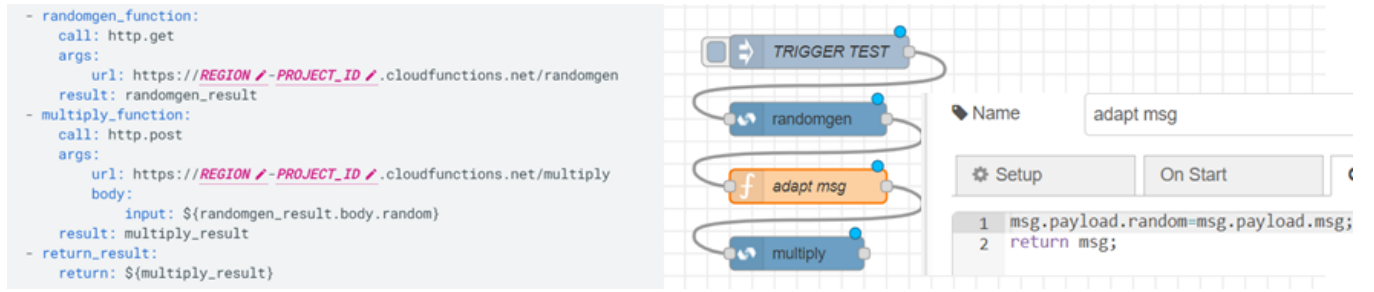 - randomgen_function:
call: http.get
args:
url: https://REGION-PROJECT_ID.cloudfunctions.net/randomgen
result: randomgen_result
- multiply_function:
call: http.post
args:
url: https://REGION-PROJECT_ID.cloudfunctions.net/multiply
body:
input: ${randomgen_result.body.random}
result: multiply_result
- return_result:
return: ${multiply_result}
TRIGGER TEST
randomgen
f adapt msg
multiply
Name
adapt msg
Setup
On Start
1 msg.payload.random=msg.payload.msg;
2 return msg;